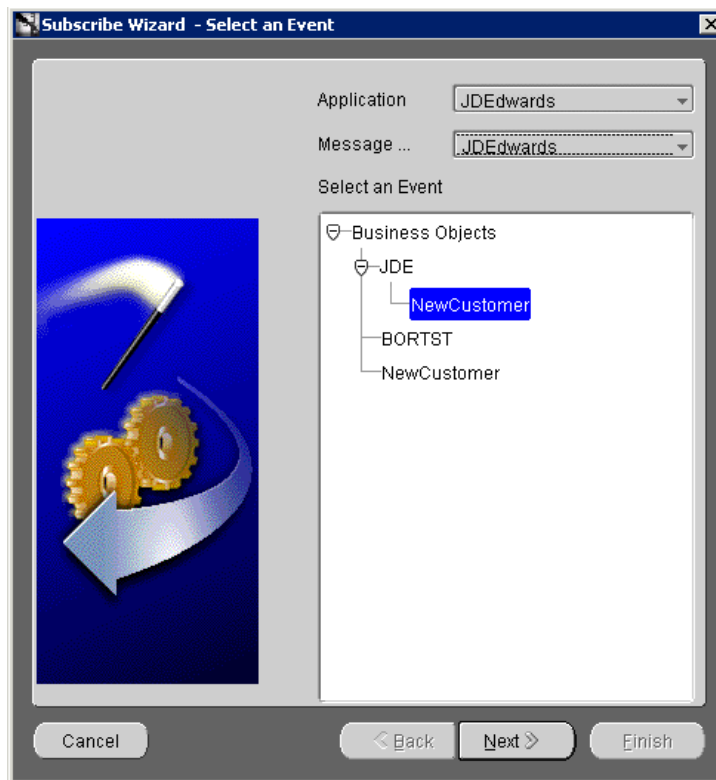 Subscribe Wizard - Select an Event
Application JDEdwards
Message ... JDEdwards
Select an Event
Business Objects
JDE
NewCustomer
BORTST
NewCustomer
Cancel Back Next Finish